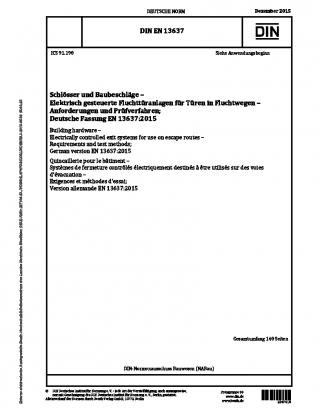 DEUTSCHE NORM
Dezember 2015
DIN EN 13637
DIN
ICS 91.190
Siehe Anwendungsbeginn
Schlösser und Baubeschläge –
Elektrisch gesteuerte Fluchttüranlagen für Türen in Fluchtwegen –
Anforderungen und Prüfverfahren;
Deutsche Fassung EN 13637:2015
Building hardware –
Electrically controlled exit systems for use on escape routes –
Requirements and test methods;
German version EN 13637:2015
Quincaillerie pour le bâtiment –
Systèmes de fermeture contrôlés électriquement destinés à être utilisés sur des voies
d'évacuation –
Exigences et méthodes d'essai;
Version allemande EN 13637:2015
Gesamtumfang 140 Seiten
DIN-Normenausschuss Bauwesen (NABau)